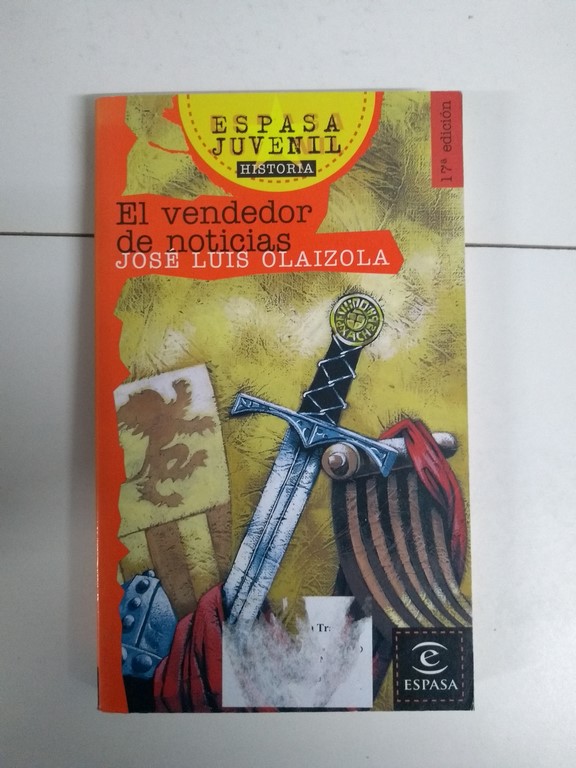 ESPASA
JUVENIL
HISTORIA
17ª edición
El vendedor
de noticias
JOSÉ LUIS OLAIZOLA
e
ESPASA